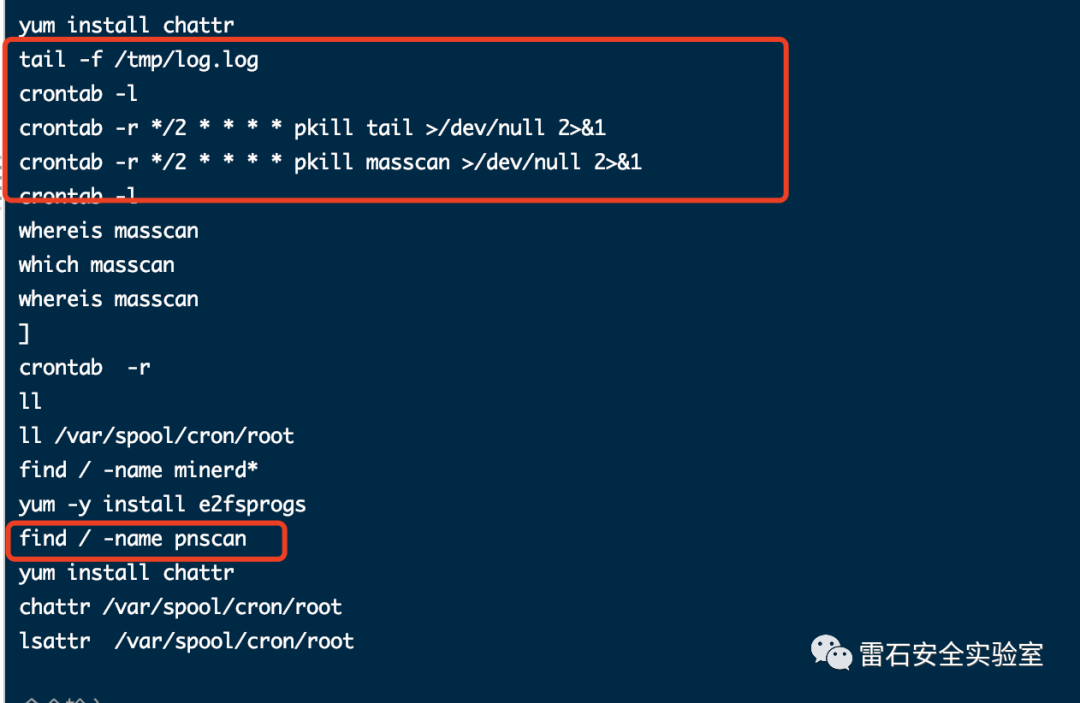 yum install chattr
tail -f /tmp/log.log
crontab -l
crontab -r */2 * * * * pkill tail >/dev/null 2>&1
crontab -r */2 * * * * pkill masscan >/dev/null 2>&1
crontab -l
whereis masscan
which masscan
whereis masscan
]
crontab  -r
ll
ll /var/spool/cron/root
find / -name minerd*
yum -y install e2fsprogs
find / -name pnscan
yum install chattr
chattr /var/spool/cron/root
lsattr  /var/spool/cron/root
雷石安全实验室